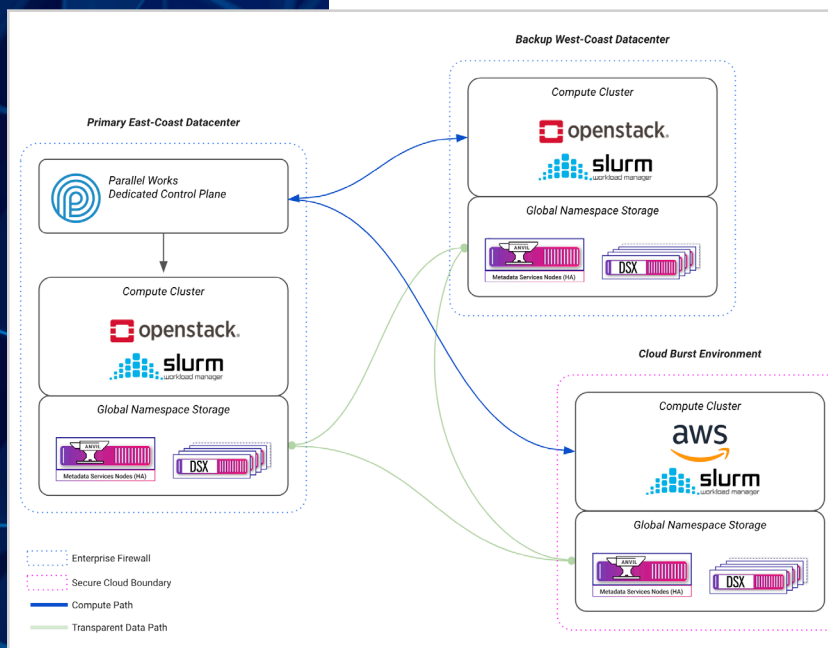 Backup West-Coast Datacenter
Compute Cluster
openstack.
slurm
workload manager
Global Namespace Storage
ANVIL
Metadata Services Nodes (HA)
DSX
Primary East-Coast Datacenter
Parallel Works
Dedicated Control Plane
Compute Cluster
openstack.
slurm
workload manager
Global Namespace Storage
ANVIL
Metadata Services Nodes (HA)
DSX
Cloud Burst Environment
Compute Cluster
aws
slurm
workload manager
Global Namespace Storage
ANVIL
Metadata Services Nodes (HA)
DSX
Enterprise Firewall
Secure Cloud Boundary
Compute Path
Transparent Data Path